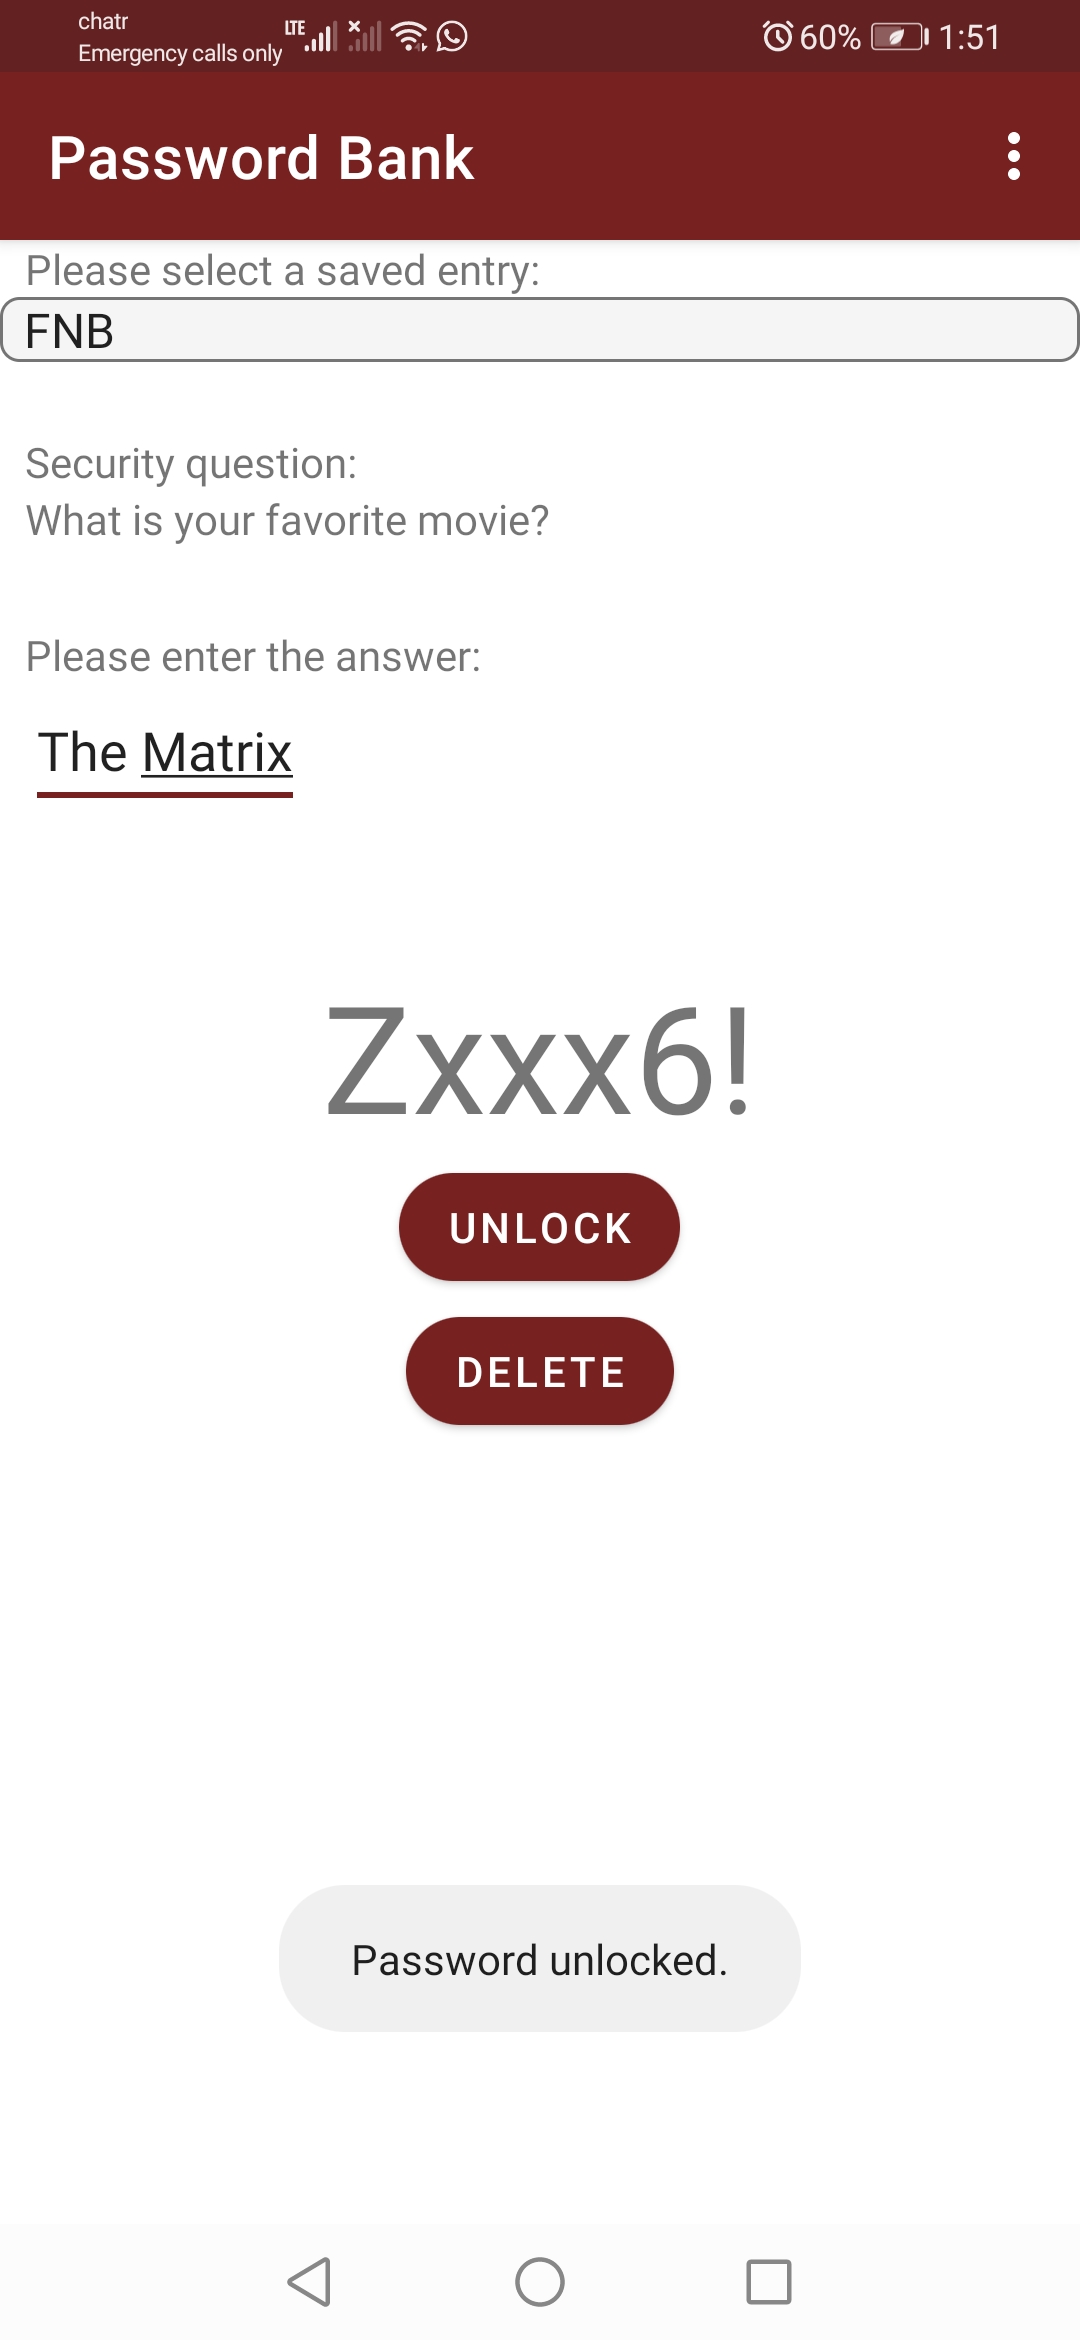 chatr
Emergency calls only
LTE
60%
1:51
Password Bank
Please select a saved entry:
FNB
Security question:
What is your favorite movie?
Please enter the answer:
The Matrix
Zxxx6!
UNLOCK
DELETE
Password unlocked.